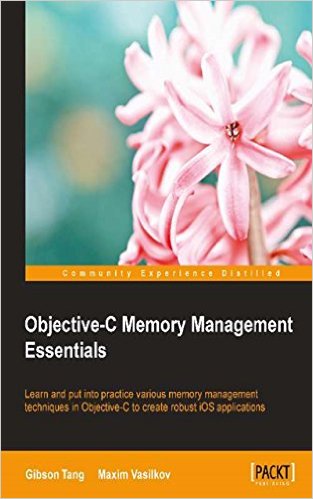 Community Experience Distilled
Objective-C Memory Management
Essentials
Learn and put into practice various memory management
techniques in Objective-C to create robust iOS applications
Gibson Tang Maxim Vasilkov
PACKT
PUBLISHING